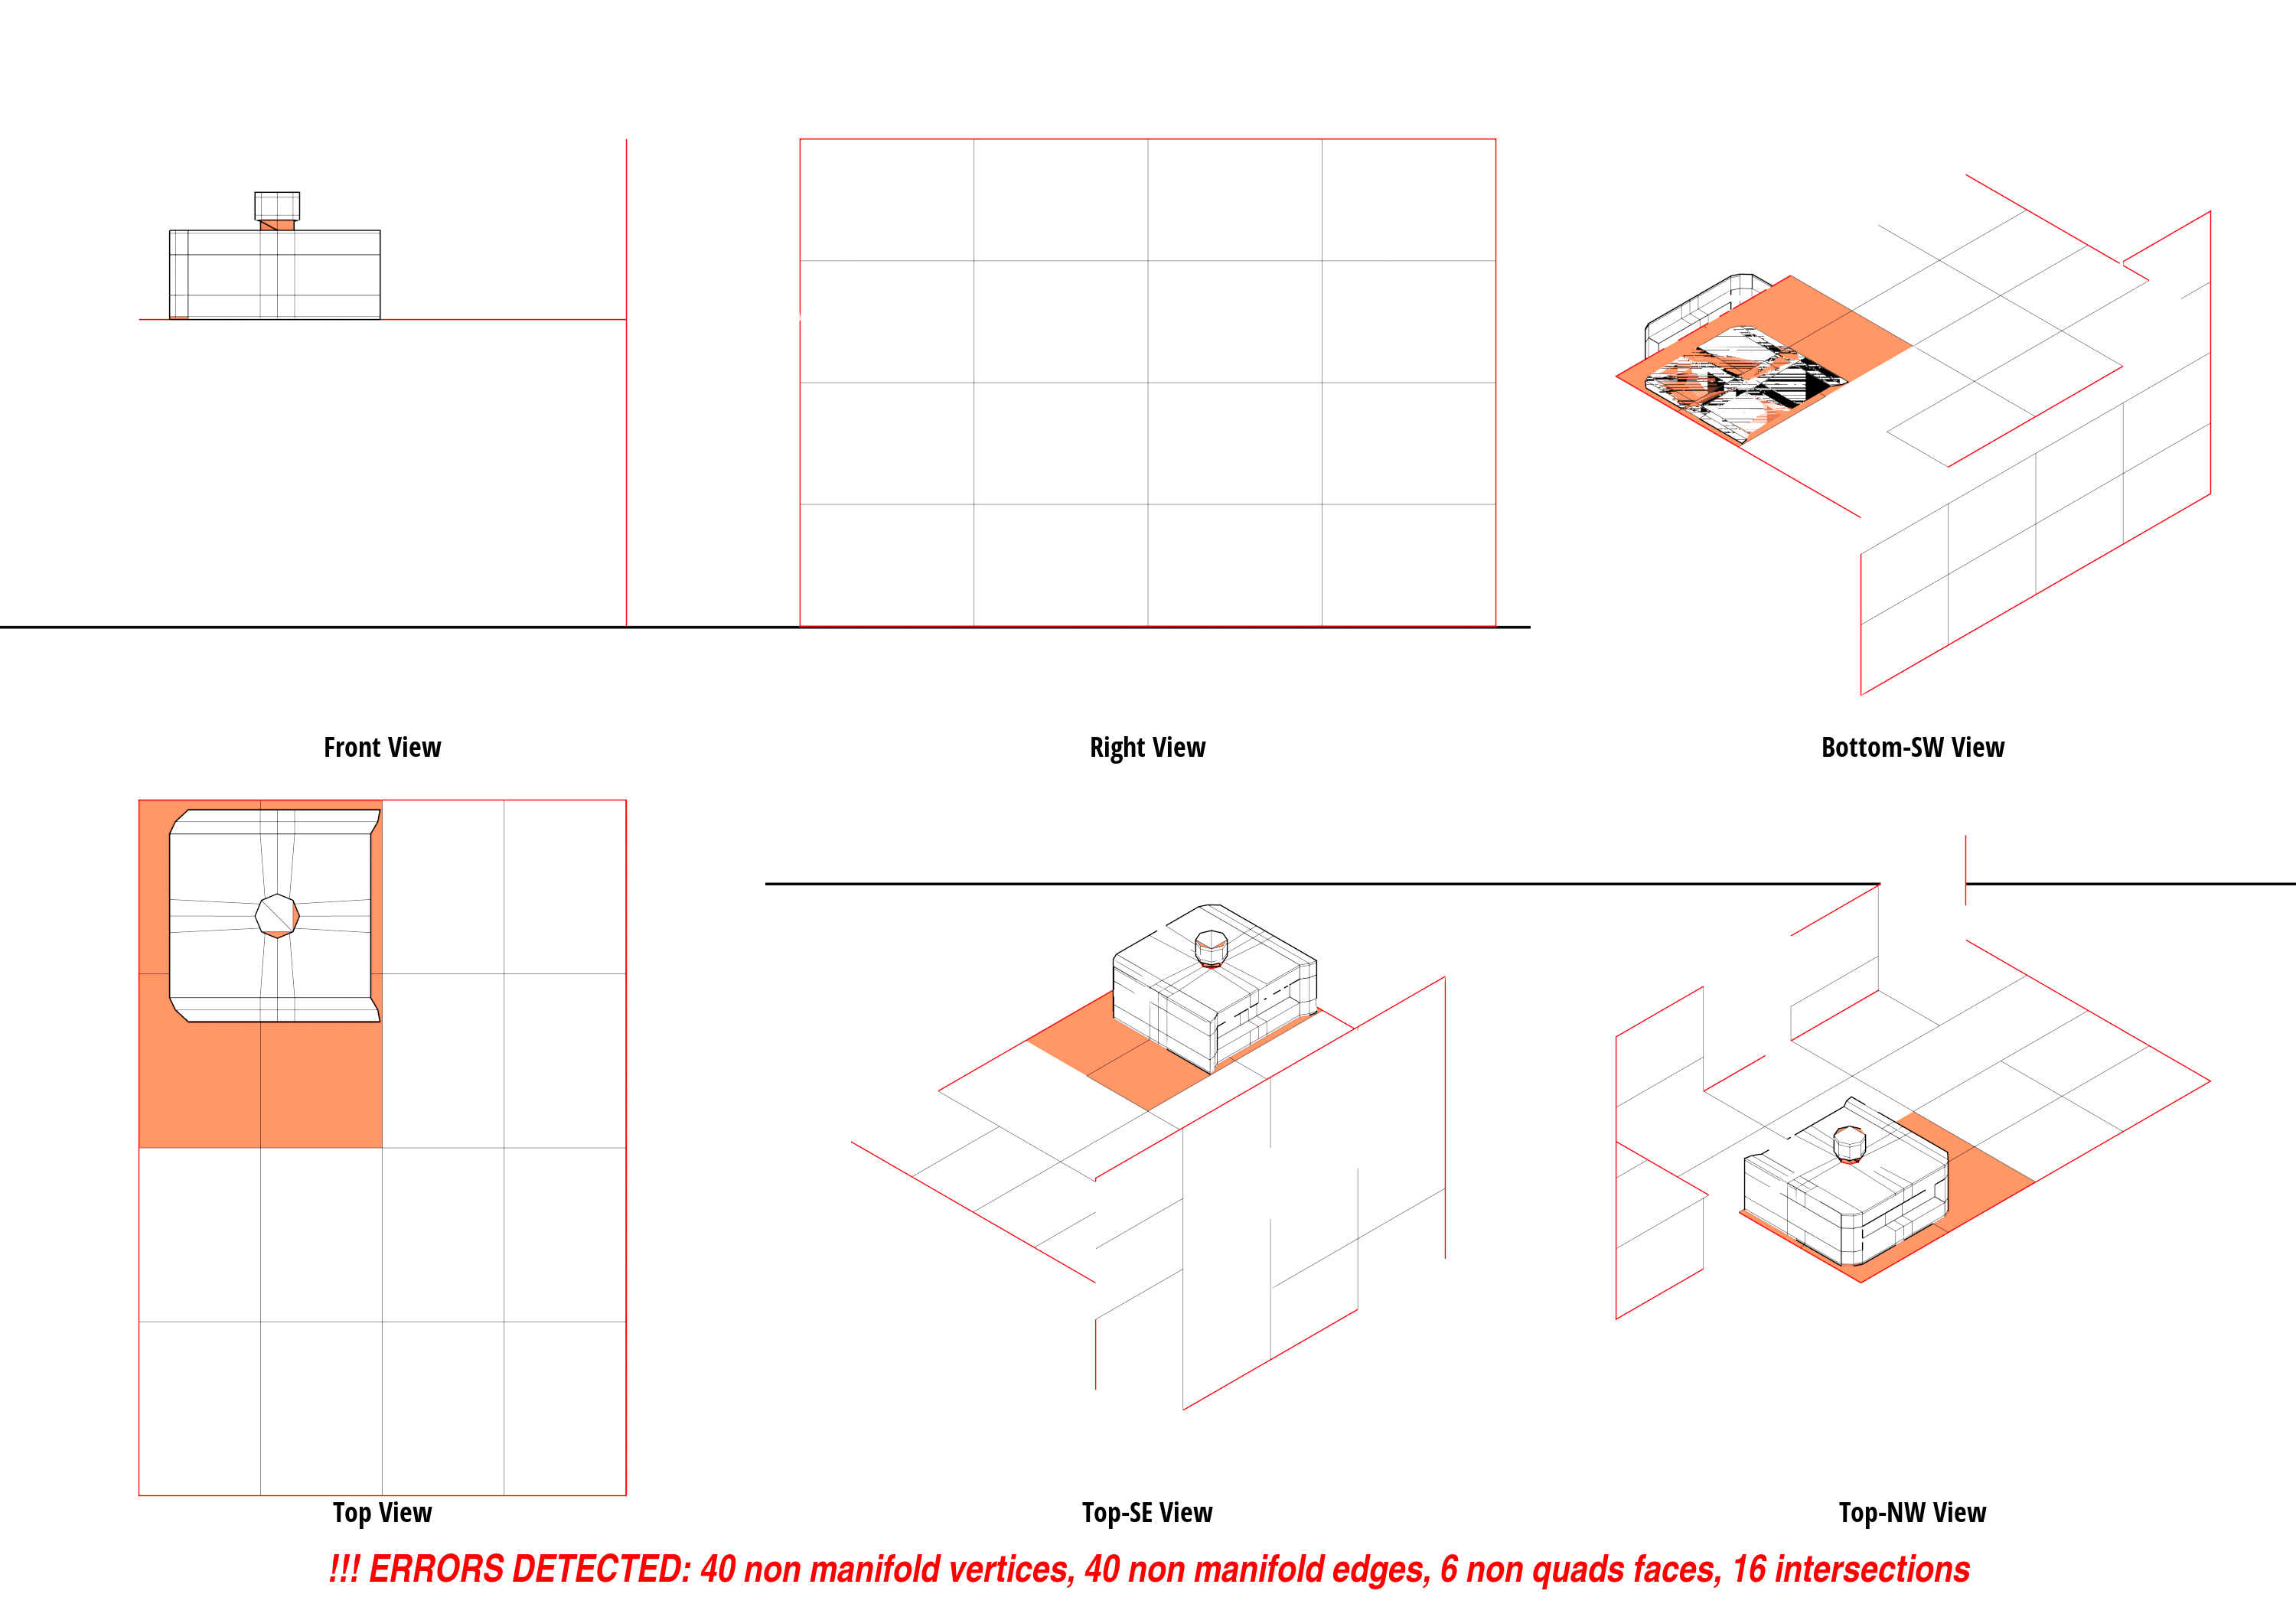 Front View
Right View
Bottom-SW View
Top View
Top-SE View
Top-NW View
!!! ERRORS DETECTED: 40 non manifold vertices, 40 non manifold edges, 6 non quads faces, 16 intersections